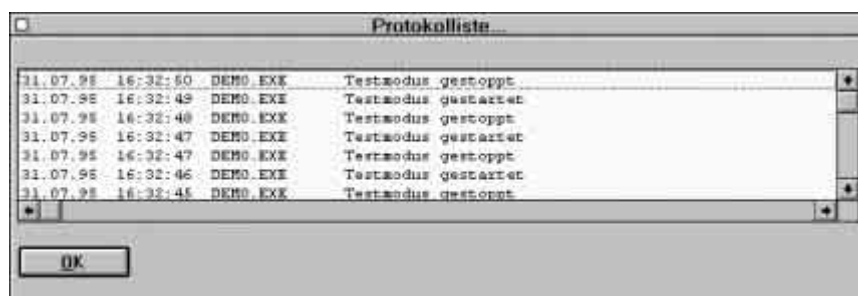 Protokolliste...
31.07.95 16:32:50 DEMO.EXE Testmodus gestoppt
31.07.95 16:32:49 DEMO.EXE Testmodus gestartet
31.07.95 16:32:48 DEMO.EXE Testmodus gestoppt
31.07.95 16:32:47 DEMO.EXE Testmodus gestartet
31.07.95 16:32:47 DEMO.EXE Testmodus gestoppt
31.07.95 16:32:46 DEMO.EXE Testmodus gestartet
31.07.95 16:32:45 DEMO.EXE Testmodus gestoppt
OK